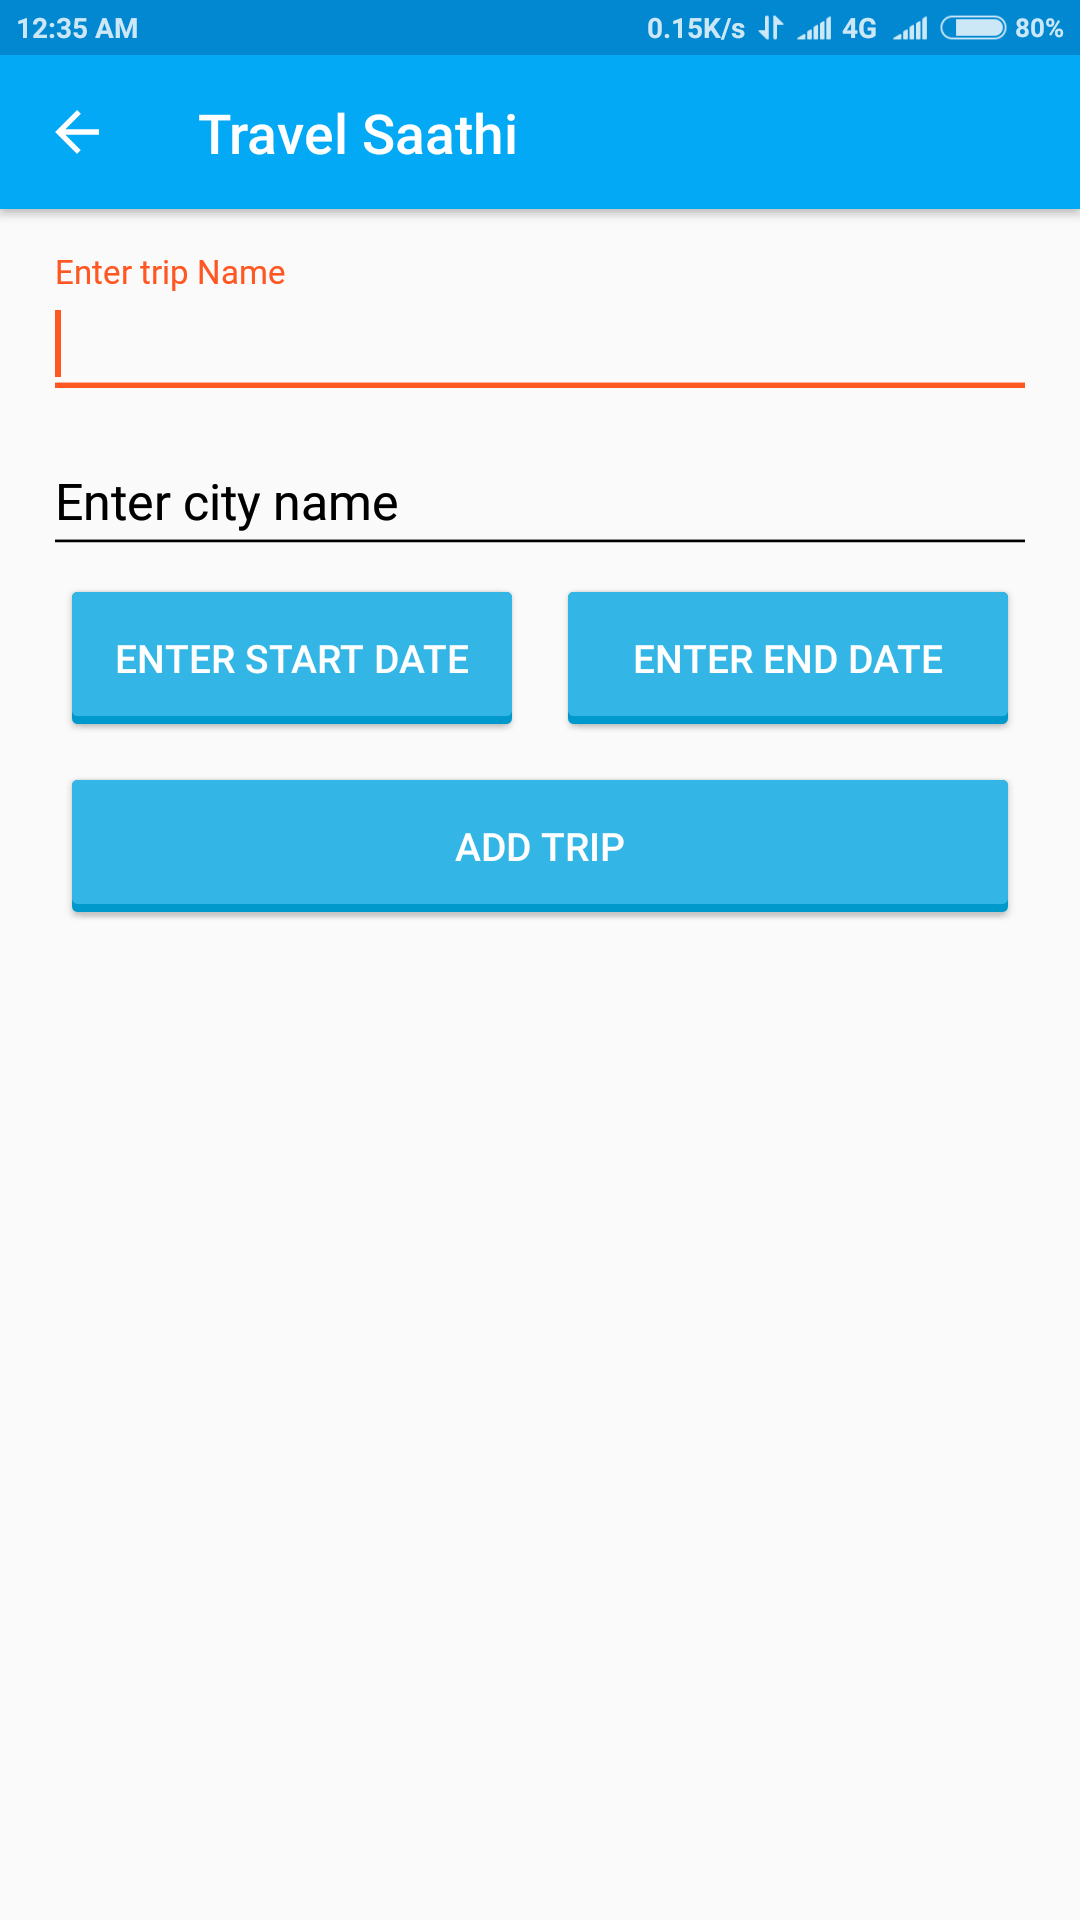 12:35 AM 0.15K/s 4G 80%
Travel Saathi
Enter trip Name
Enter city name
ENTER START DATE ENTER END DATE
ADD TRIP